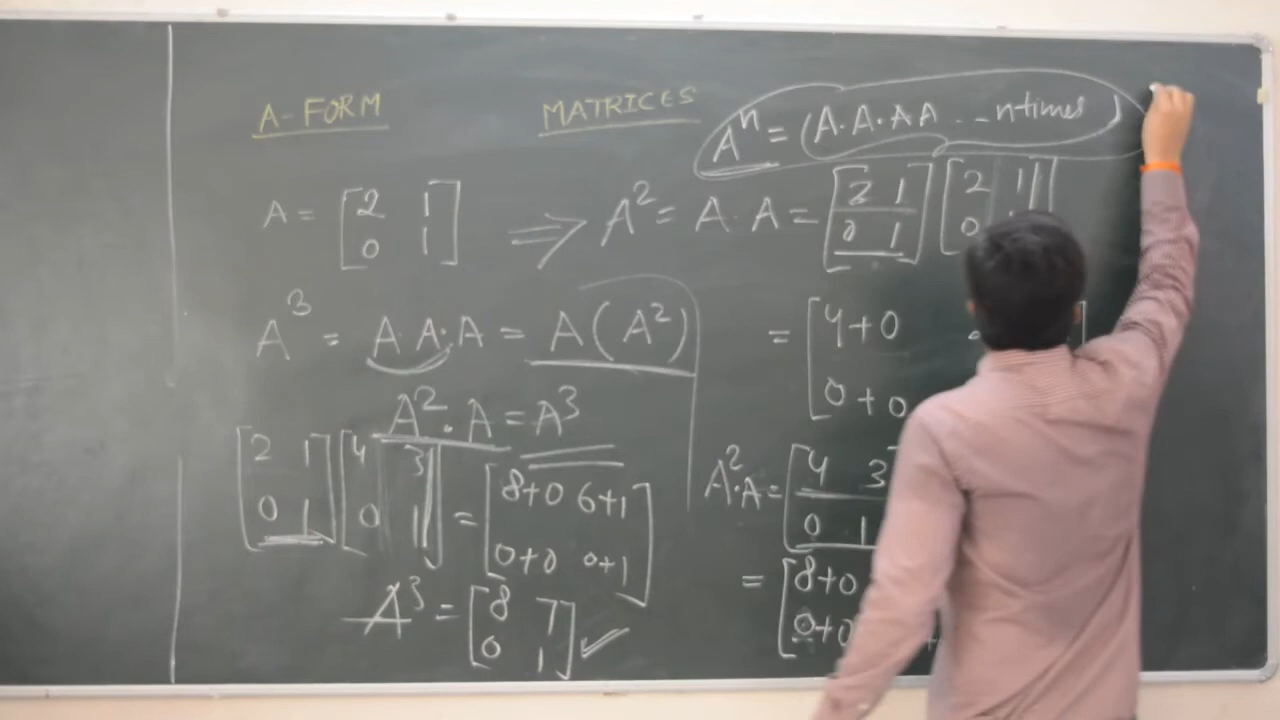 A-FORM MATRICES
Aⁿ = (A.A.A A ... n times)
A = [2 1
0 1] ⇒ A² = A. A = [2 1
0 1] [2 1
0
A³ = A. A. A = A(A²)
= [4+0
0+0
A². A = A³
[2 1
0 1] [4 3
0 1] = [8+0 6+1
0+0 0+1]
A³ = [8 7
0 1] ✓
A².A = [4 3
0 1
= [8+0
0+0